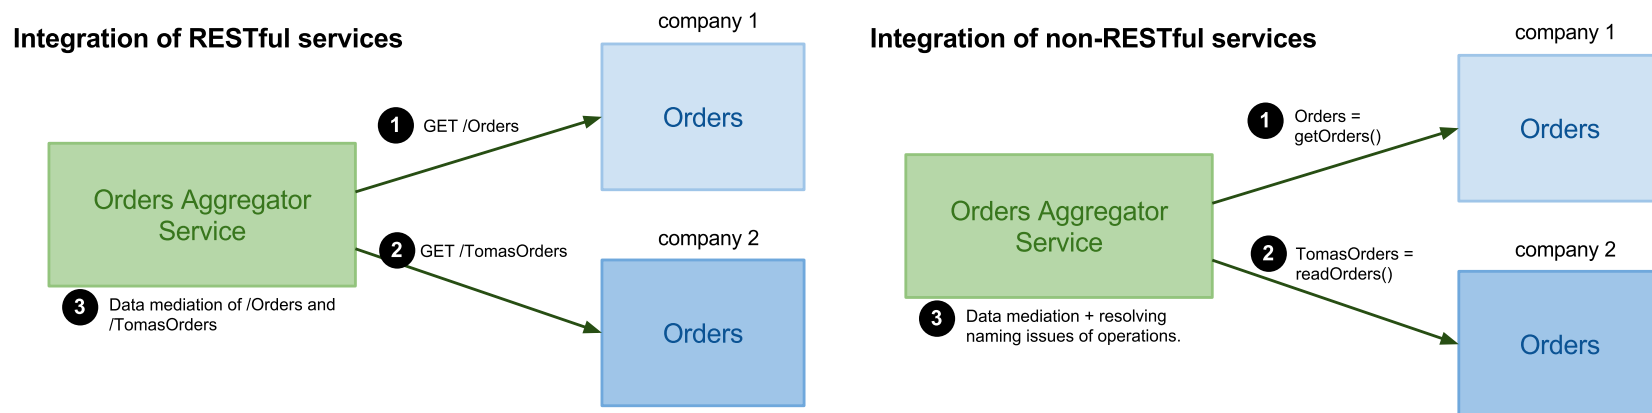 Integration of RESTful services
company 1
Orders
1 GET /Orders
Orders Aggregator
Service
2 GET /TomasOrders
company 2
Orders
3 Data mediation of /Orders and
/TomasOrders
Integration of non-RESTful services
company 1
Orders
1 Orders =
getOrders()
Orders Aggregator
Service
2 TomasOrders =
readOrders()
company 2
Orders
3 Data mediation + resolving
naming issues of operations.